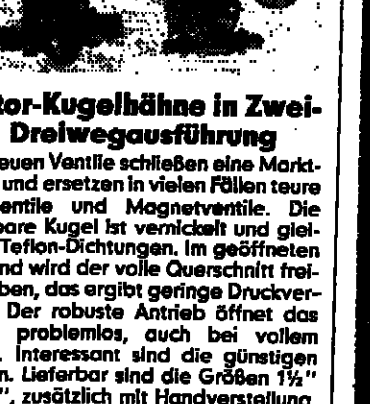 tor-Kugelhähne in Zwei-
Dreiwegausführung
euen Ventile schließen eine Markt-
und ersetzen in vielen Fällen teure
entile und Magnetventile. Die
bare Kugel ist vernickelt und glei-
Teflon-Dichtungen. Im geöffneten
nd wird der volle Querschnitt frei-
ben, das ergibt geringe Druckver-
Der robuste Antrieb öffnet das
problemlos, auch bei vollem
. Interessant sind die günstigen
n. Lieferbar sind die Größen 1½"
", zusätzlich mit Handverstellung